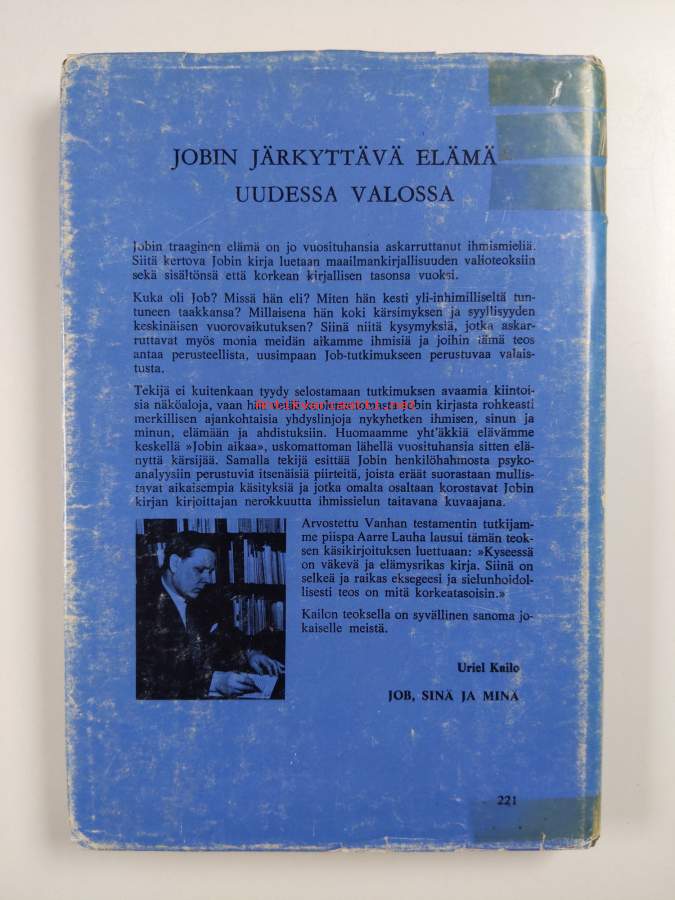 JOBIN JÄRKYTTÄVÄ ELÄMÄ
UUDESSA VALOSSA
Jobin traaginen elämä on jo vuosituhansia askarruttanut ihmismieliä.
Siitä kertova Jobin kirja luetaan maailmankirjallisuuden valioteoksiin
sekä sisältönsä että korkean kirjallisen tasonsa vuoksi.
Kuka oli Job? Missä hän eli? Miten hän kesti yli-inhimilliseltä tun-
tuneen taakkansa? Millaisena hän koki kärsimyksen ja syyllisyyden
keskinäisen vuorovaikutuksen? Siinä niitä kysymyksiä, jotka askar-
ruttavat myös monia meidän aikamme ihmisiä ja joihin tämä teos
antaa perusteellista, uusimpaan Job-tutkimukseen perustuvaa valais-
tusta.
Tekijä ei kuitenkaan tyydy selostamaan tutkimuksen avaamia kiintoi-
sia näköaloja, vaan hän vetää Jobin kirjasta rohkeasti
merkillisen ajankohtaisia yhdyslinjoja nykyhetken ihmisen, sinun ja
minun, elämään ja ahdistuksiin. Huomaamme yht'äkkiä elävämme
keskellä »Jobin aikaa», uskomattoman lähellä vuosituhansia sitten elä-
nyttä kärsijää. Samalla tekijä esittää Jobin henkilöhahmosta psyko-
analyysiin perustuvia itsenäisiä piirteitä, joista eräät suorastaan mullis-
tavat aikaisempia käsityksiä ja jotka omalta osaltaan korostavat Jobin
kirjan kirjoittajan nerokkuutta ihmissielun taitavana kuvaajana.
Arvostettu Vanhan testamentin tutkijam-
me piispa Aarre Lauha lausui tämän teok-
sen käsikirjoituksen luettuaan: »Kyseessä
on väkevä ja elämysrikas kirja. Siinä on
selkeä ja raikas eksegeesi ja sielunhoidol-
lisesti teos on mitä korkeatasoisin.»
Kailon teoksella on syvällinen sanoma jo-
kaiselle meistä.
Uriel Kailo
JOB, SINÄ JA MINÄ
221